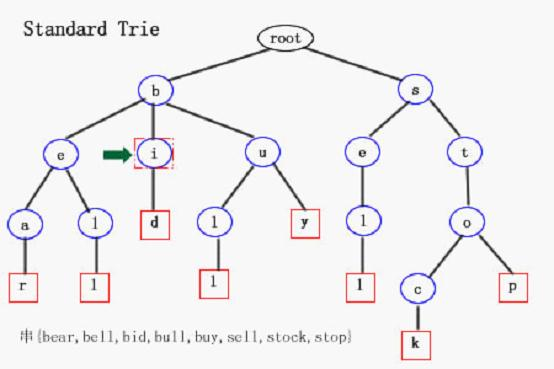 Standard Trie
root
b s
e i u e t
a l d l y l o
r l l l c p
k
串{bear,bell,bid,bull,buy,sell,stock,stop}